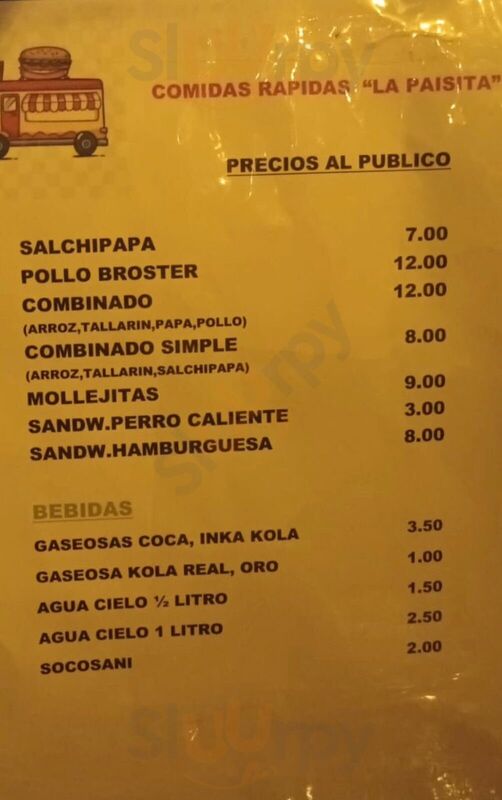 COMIDAS RAPIDAS "LA PAISITA"
PRECIOS AL PUBLICO
SALCHIPAPA 7.00
POLLO BROSTER 12.00
COMBINADO 12.00
(ARROZ,TALLARIN,PAPA,POLLO)
COMBINADO SIMPLE 8.00
(ARROZ,TALLARIN,SALCHIPAPA)
MOLLEJITAS 9.00
SANDW.PERRO CALIENTE 3.00
SANDW.HAMBURGUESA 8.00
BEBIDAS
GASEOSAS COCA, INKA KOLA 3.50
GASEOSA KOLA REAL, ORO 1.00
AGUA CIELO ½ LITRO 1.50
AGUA CIELO 1 LITRO 2.50
SOCOSANI 2.00
Sluurpy
Sluurpy
Sluurpy